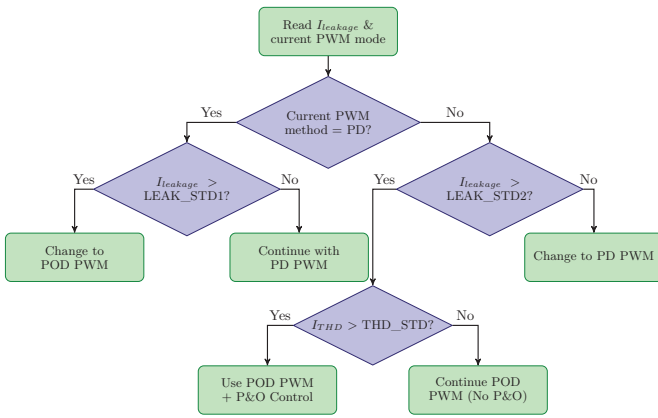 Read I_leakage &
current PWM mode
Current PWM
method = PD?
Yes
No
I_leakage >
LEAK_STD1?
Yes
No
I_leakage >
LEAK_STD2?
Yes
No
Change to
POD PWM
Continue with
PD PWM
Change to PD PWM
I_THD > THD_STD?
Yes
No
Use POD PWM
+ P&O Control
Continue POD
PWM (No P&O)